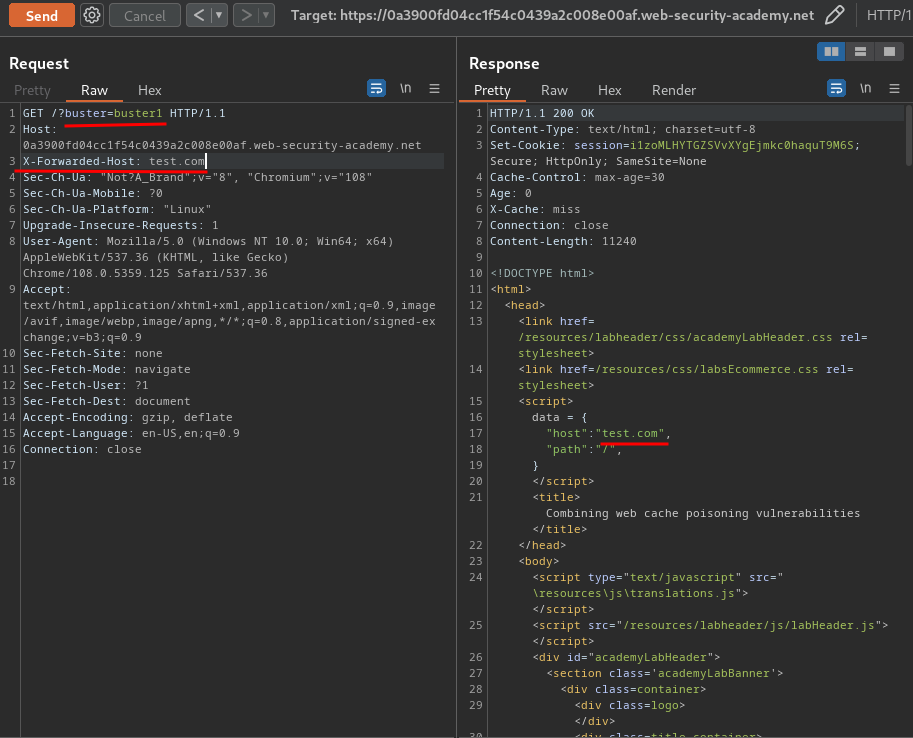 Send Cancel < ▾ > ▾ Target: https://0a3900fd04cc1f54c0439a2c008e00af.web-security-academy.net HTTP/1
Request
Pretty Raw Hex \n
1 GET /?buster=buster1 HTTP/1.1
2 Host:
0a3900fd04cc1f54c0439a2c008e00af.web-security-academy.net
3 X-Forwarded-Host: test.com
4 Sec-Ch-Ua: "Not?A_Brand";v="8", "Chromium";v="108"
5 Sec-Ch-Ua-Mobile: ?0
6 Sec-Ch-Ua-Platform: "Linux"
7 Upgrade-Insecure-Requests: 1
8 User-Agent: Mozilla/5.0 (Windows NT 10.0; Win64; x64)
AppleWebKit/537.36 (KHTML, like Gecko)
Chrome/108.0.5359.125 Safari/537.36
9 Accept:
text/html,application/xhtml+xml,application/xml;q=0.9,image
/avif,image/webp,image/apng,*/*;q=0.8,application/signed-ex
change;v=b3;q=0.9
10 Sec-Fetch-Site: none
11 Sec-Fetch-Mode: navigate
12 Sec-Fetch-User: ?1
13 Sec-Fetch-Dest: document
14 Accept-Encoding: gzip, deflate
15 Accept-Language: en-US,en;q=0.9
16 Connection: close
17
18
Response
Pretty Raw Hex Render \n
1 HTTP/1.1 200 OK
2 Content-Type: text/html; charset=utf-8
3 Set-Cookie: session=i1zoMLHYTGZSVvXYgEjmkc0haquT9M6S;
Secure; HttpOnly; SameSite=None
4 Cache-Control: max-age=30
5 Age: 0
6 X-Cache: miss
7 Connection: close
8 Content-Length: 11240
9
10 <!DOCTYPE html>
11 <html>
12 <head>
13 <link href=
/resources/labheader/css/academyLabHeader.css rel=
stylesheet>
14 <link href=/resources/css/labsEcommerce.css rel=
stylesheet>
15 <script>
16 data = {
17 "host":"test.com",
18 "path":"/",
19 }
20 </script>
21 <title>
Combining web cache poisoning vulnerabilities
</title>
22 </head>
23 <body>
24 <script type="text/javascript" src="
\resources\js\translations.js">
</script>
25 <script src="/resources/labheader/js/labHeader.js">
</script>
26 <div id="academyLabHeader">
27 <section class='academyLabBanner'>
28 <div class=container>
29 <div class=logo>
</div>
30 <div class=title-container>